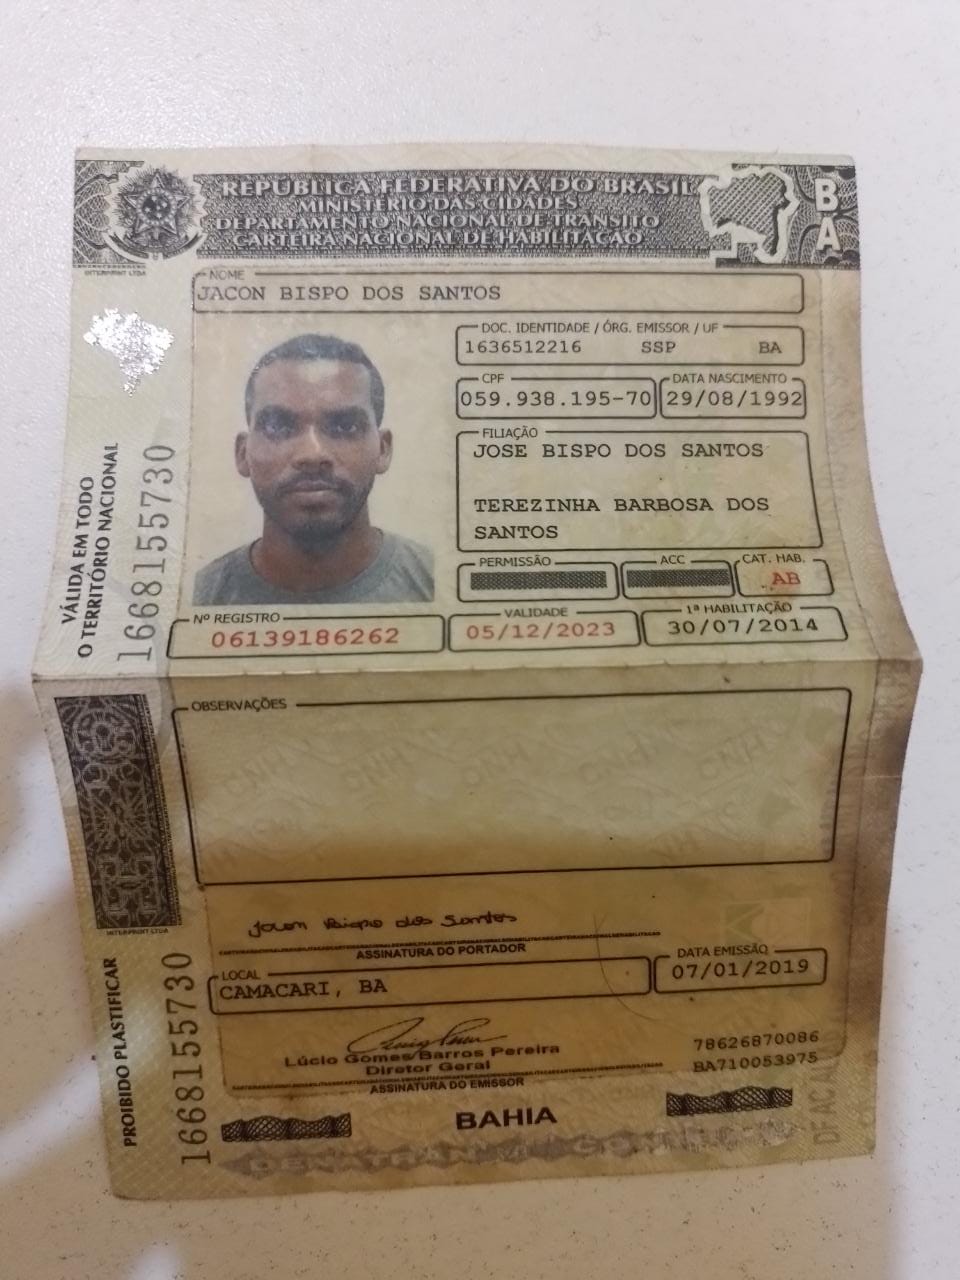 REPÚBLICA FEDERATIVA DO BRASIL
MINISTÉRIO DAS CIDADES
DEPARTAMENTO NACIONAL DE TRÂNSITO
CARTEIRA NACIONAL DE HABILITAÇÃO
BA
INTERPRINT LTDA
NOME
JACON BISPO DOS SANTOS
DOC. IDENTIDADE / ÓRG. EMISSOR / UF
1636512216 SSP BA
CPF
059.938.195-70
DATA NASCIMENTO
29/08/1992
FILIAÇÃO
JOSE BISPO DOS SANTOS
TEREZINHA BARBOSA DOS
SANTOS
PERMISSÃO
ACC
CAT. HAB.
AB
Nº REGISTRO
06139186262
VALIDADE
05/12/2023
1ª HABILITAÇÃO
30/07/2014
VÁLIDA EM TODO
O TERRITÓRIO NACIONAL
1668155730
OBSERVAÇÕES
INTERPRINT LTDA
Jacon Bispo dos Santos
ASSINATURA DO PORTADOR
LOCAL
CAMACARI, BA
DATA EMISSÃO
07/01/2019
Lúcio Gomes Barros Pereira
Diretor Geral
ASSINATURA DO EMISSOR
78626870086
BA710053975
PROIBIDO PLASTIFICAR
1668155730
BAHIA
DENATRAN